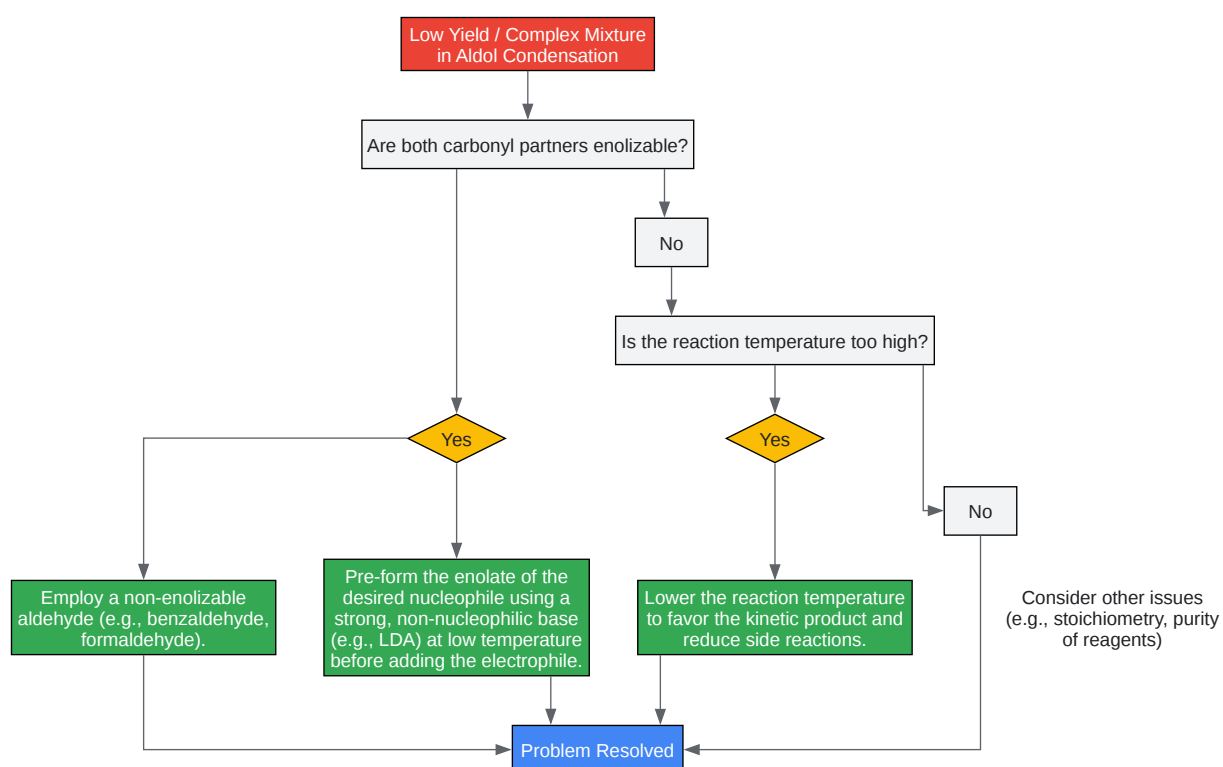 Low Yield / Complex Mixture
in Aldol Condensation
Are both carbonyl partners enolizable?
No
Is the reaction temperature too high?
Yes
Yes
No
Employ a non-enolizable
aldehyde (e.g., benzaldehyde,
formaldehyde).
Pre-form the enolate of the
desired nucleophile using a
strong, non-nucleophilic base
(e.g., LDA) at low temperature
before adding the electrophile.
Lower the reaction temperature
to favor the kinetic product and
reduce side reactions.
Consider other issues
(e.g., stoichiometry, purity
of reagents)
Problem Resolved